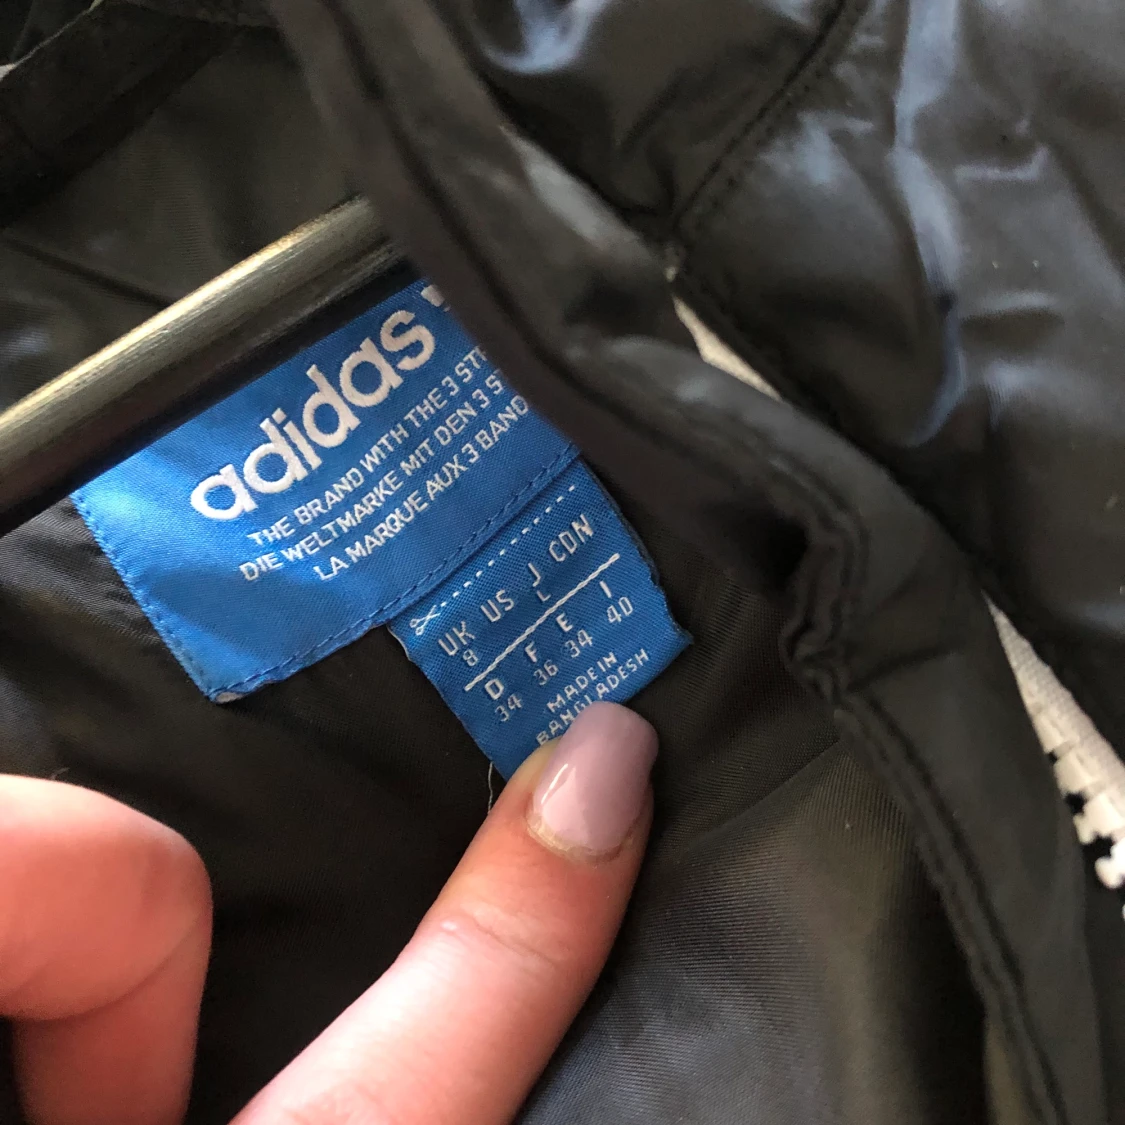 adidas
THE BRAND WITH THE 3
DIE WELTMARKE MIT DEN 3
LA MARQUE AUX 3
UK US J CDN
8 L
D F E I
34 36 34 40
MADE IN
BANGLADESH